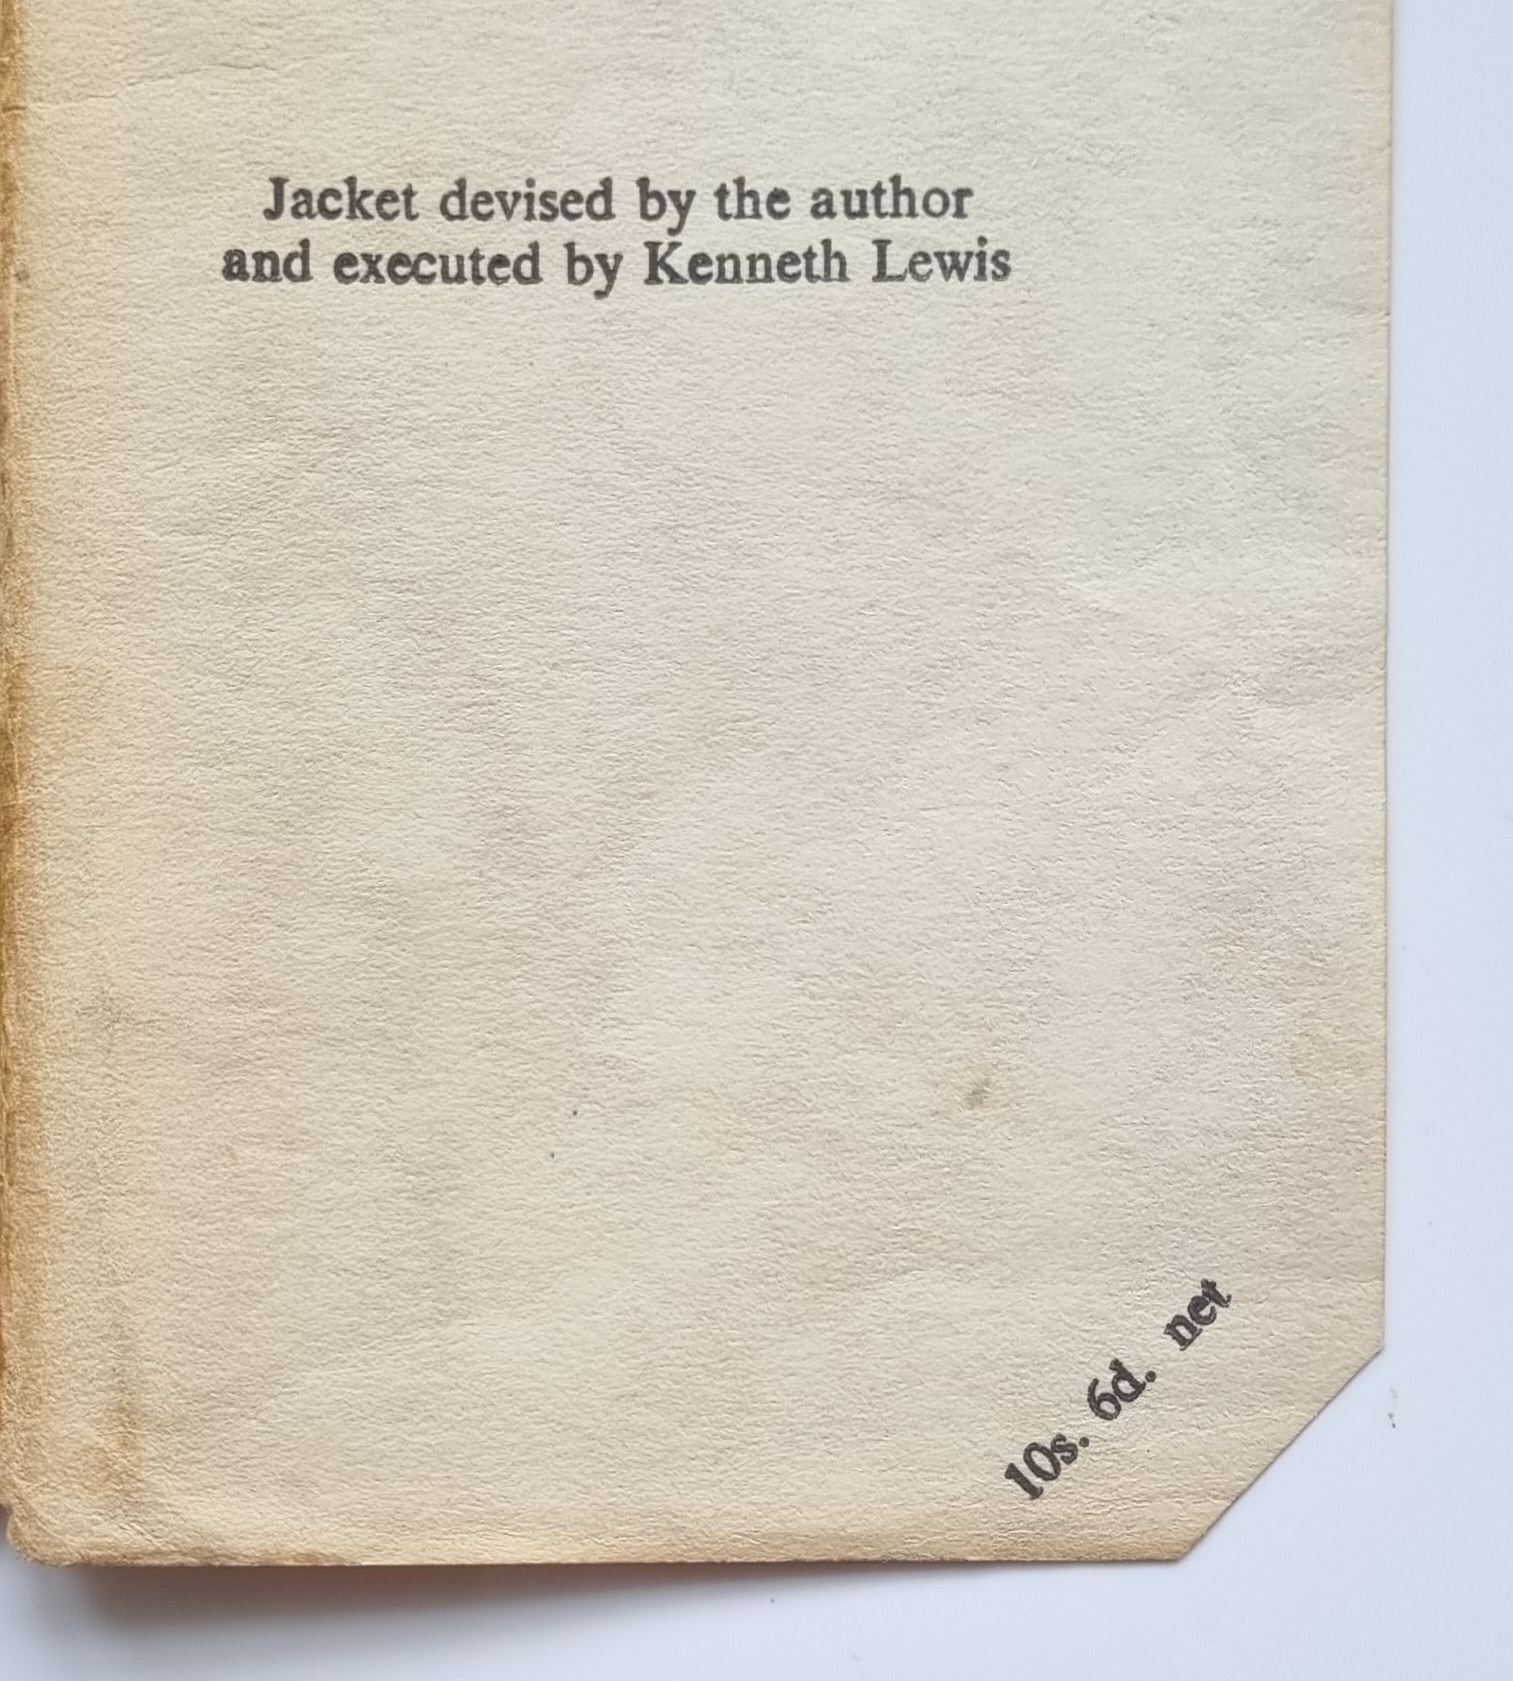 Jacket devised by the author
and executed by Kenneth Lewis
10s. 6d. net